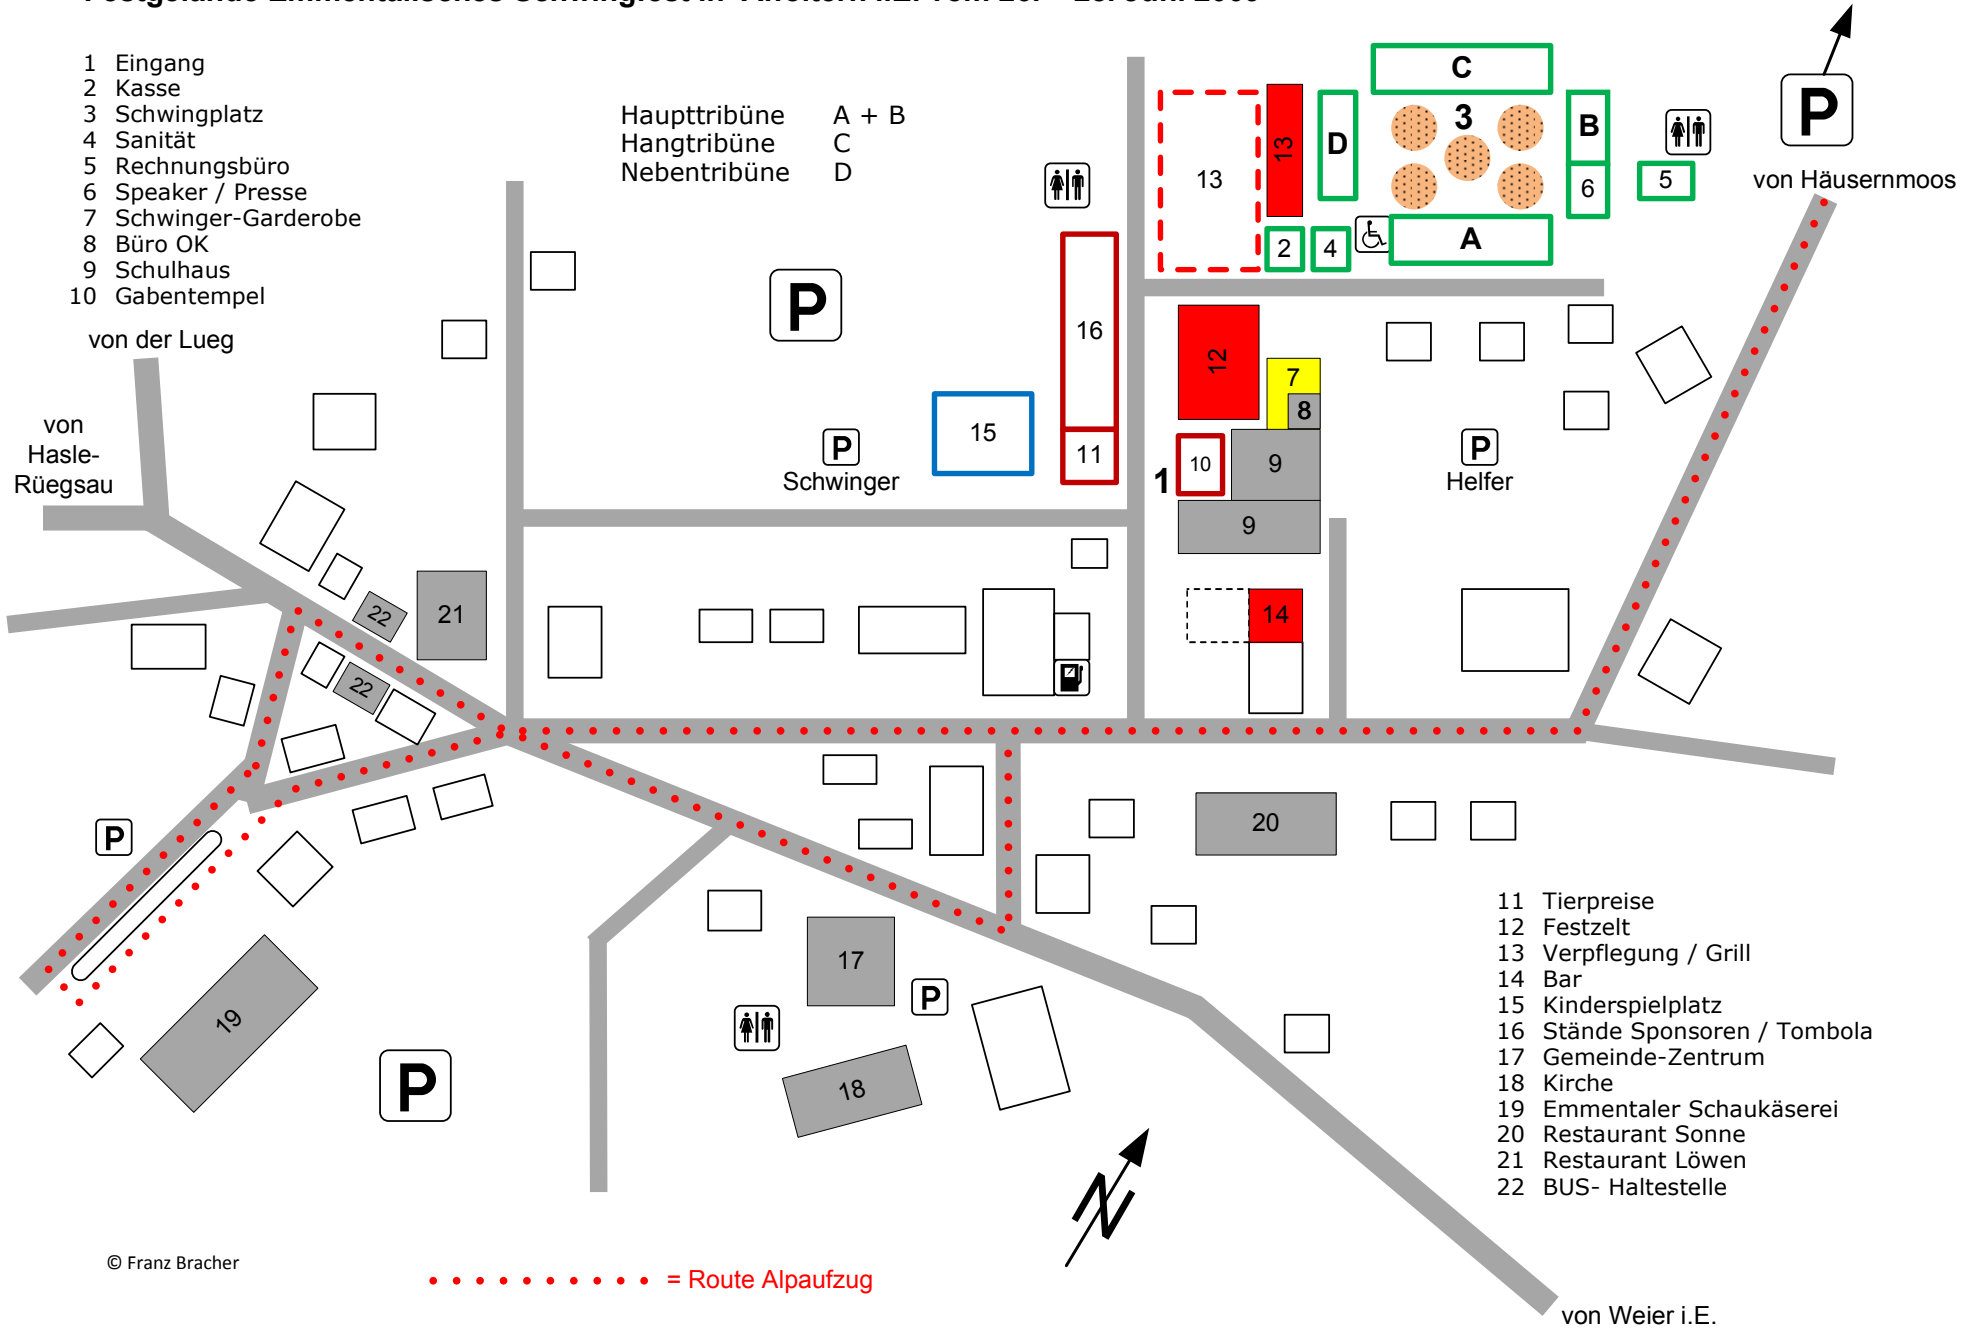 1 Eingang
2 Kasse
3 Schwingplatz
4 Sanität
5 Rechnungsbüro
6 Speaker / Presse
7 Schwinger-Garderobe
8 Büro OK
9 Schulhaus
10 Gabentempel
Haupttribüne A + B
Hangtribüne C
Nebentribüne D
C
3
B
D
13
13
6
5
P
von Häusernmoos
2
4
A
von der Lueg
P
16
12
7
8
von
Hasle-
Rüegsau
15
P
Schwinger
11
1
10
9
P
Helfer
9
22
21
14
22
P
20
17
P
19
P
18
11 Tierpreise
12 Festzelt
13 Verpflegung / Grill
14 Bar
15 Kinderspielplatz
16 Stände Sponsoren / Tombola
17 Gemeinde-Zentrum
18 Kirche
19 Emmentaler Schaukäserei
20 Restaurant Sonne
21 Restaurant Löwen
22 BUS- Haltestelle
N
© Franz Bracher
= Route Alpaufzug
von Weier i.E.